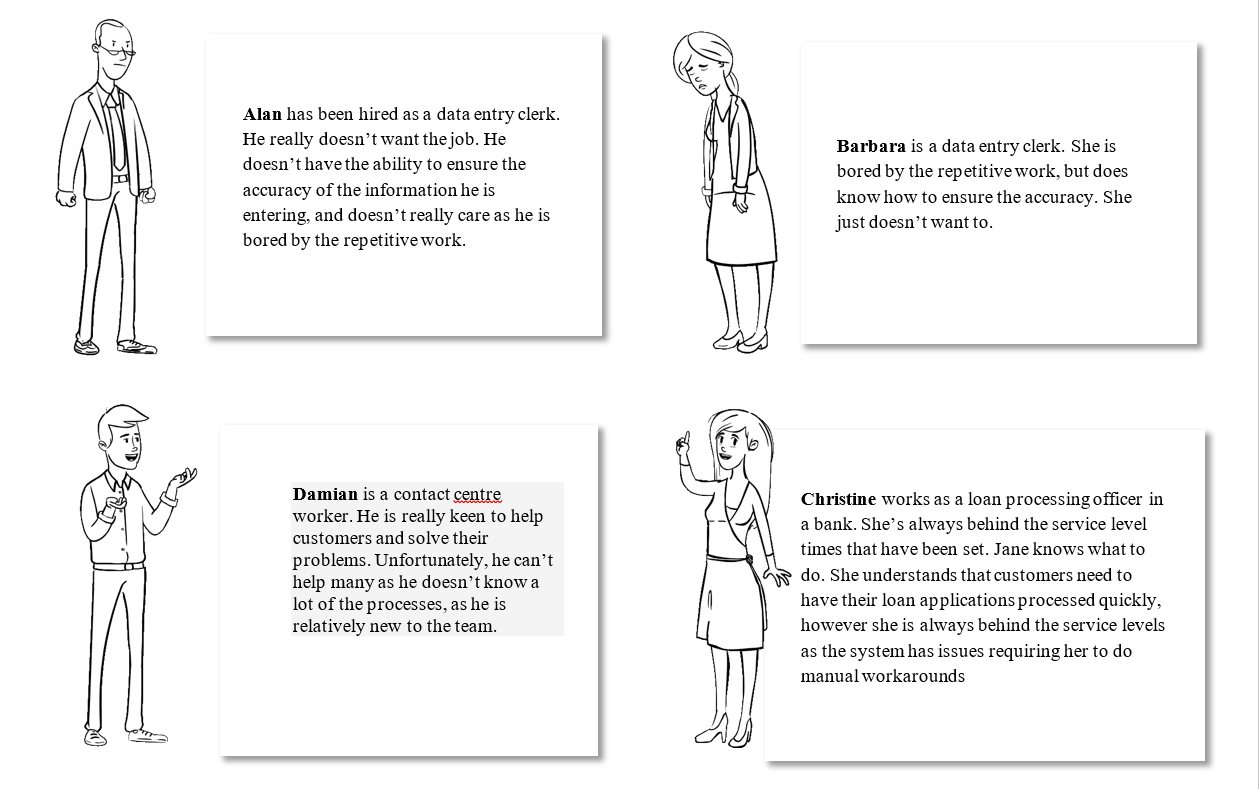 Alan has been hired as a data entry clerk.
He really doesn’t want the job. He
doesn’t have the ability to ensure the
accuracy of the information he is
entering, and doesn’t really care as he is
bored by the repetitive work.
Barbara is a data entry clerk. She is
bored by the repetitive work, but does
know how to ensure the accuracy. She
just doesn’t want to.
Damian is a contact centre
worker. He is really keen to help
customers and solve their
problems. Unfortunately, he can’t
help many as he doesn’t know a
lot of the processes, as he is
relatively new to the team.
Christine works as a loan processing officer in
a bank. She’s always behind the service level
times that have been set. Jane knows what to
do. She understands that customers need to
have their loan applications processed quickly,
however she is always behind the service levels
as the system has issues requiring her to do
manual workarounds